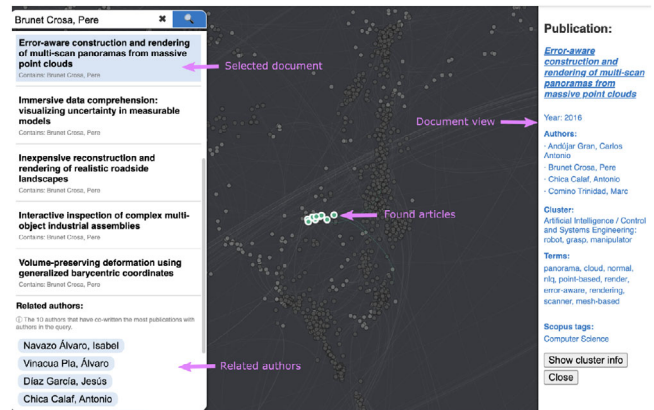 Brunet Crosa, Pere
Error-aware construction and rendering
of multi-scan panoramas from massive
point clouds
Contains: Brunet Crosa, Pere
Immersive data comprehension:
visualizing uncertainty in measurable
models
Contains: Brunet Crosa, Pere
Inexpensive reconstruction and
rendering of realistic roadside
landscapes
Contains: Brunet Crosa, Pere
Interactive inspection of complex multi-
object industrial assemblies
Contains: Brunet Crosa, Pere
Volume-preserving deformation using
generalized barycentric coordinates
Contains: Brunet Crosa, Pere
Related authors:
ⓘ The 10 authors that have co-written the most publications with
authors in the query.
Navazo Álvaro, Isabel
Vinacua Pla, Álvaro
Díaz García, Jesús
Chica Calaf, Antonio
Selected document
Document view
Found articles
Related authors
Publication:
Error-aware
construction and
rendering of multi-scan
panoramas from
massive point clouds
Year: 2016
Authors:
· Andújar Gran, Carlos
Antonio
· Brunet Crosa, Pere
· Chica Calaf, Antonio
· Comino Trinidad, Marc
Cluster:
Artificial Intelligence / Control
and Systems Engineering:
robot, grasp, manipulator
Terms:
panorama, cloud, normal,
nlq, point-based, render,
error-aware, rendering,
scanner, mesh-based
Scopus tags:
Computer Science
Show cluster info
Close